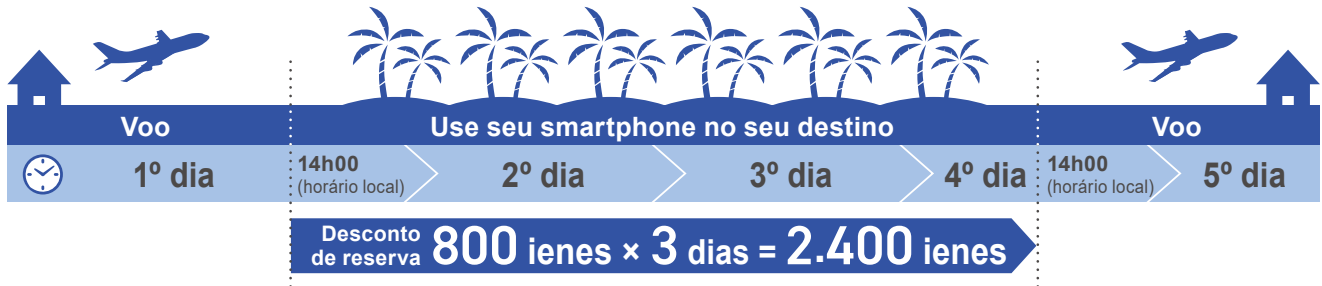 Voo
Use seu smartphone no seu destino
Voo
1º dia
14h00
(horário local)
2º dia
3º dia
4º dia
14h00
(horário local)
5º dia
Desconto
de reserva
800 ienes × 3 dias = 2.400 ienes